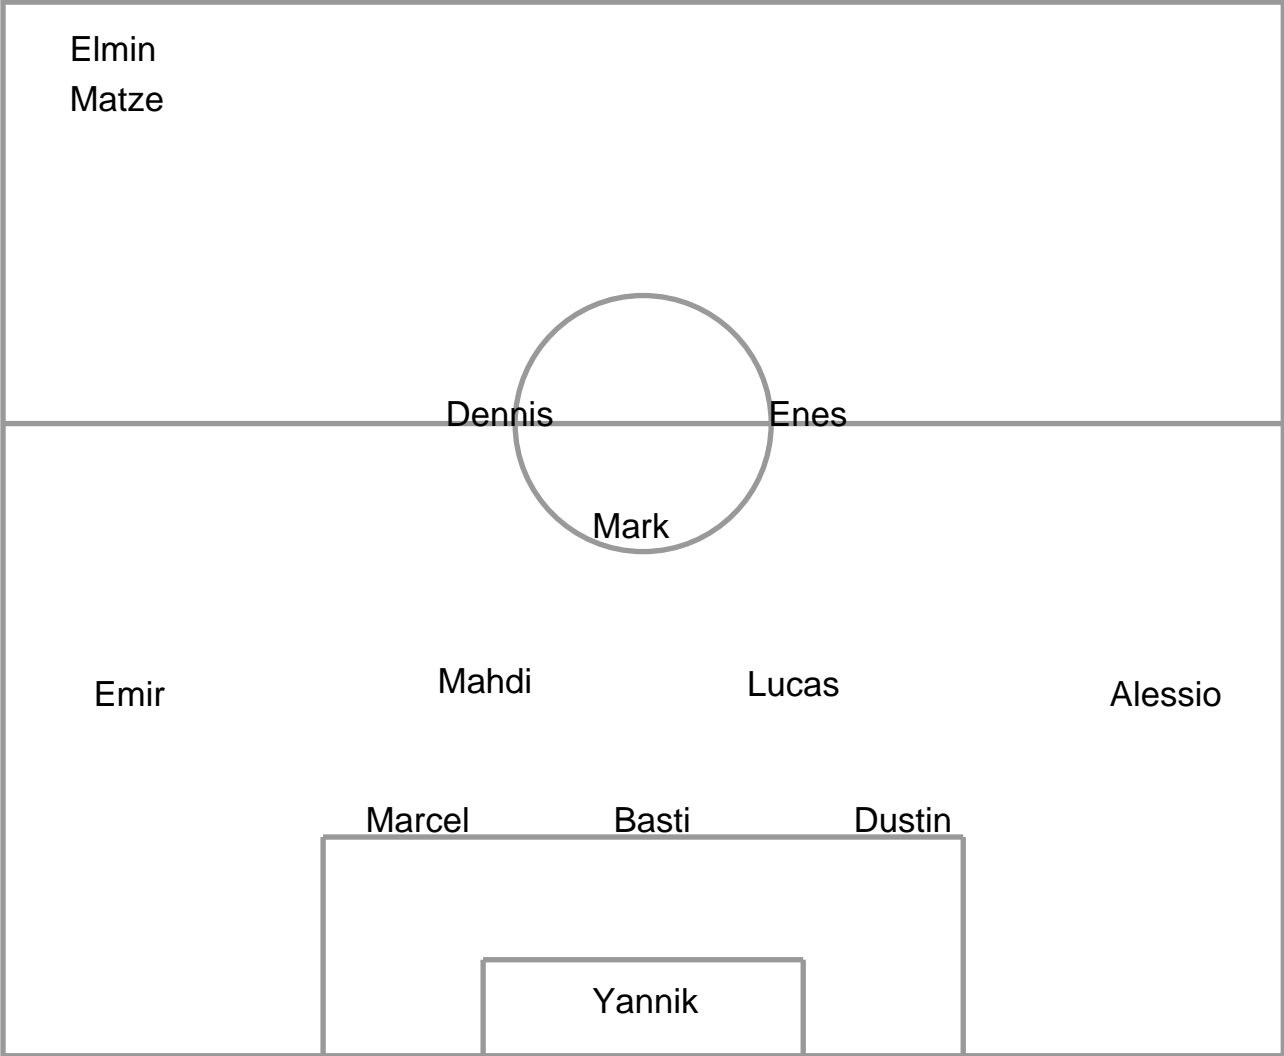 Elmin
Matze
Dennis Enes
Mark
Emir Mahdi Lucas Alessio
Marcel Basti Dustin
Yannik